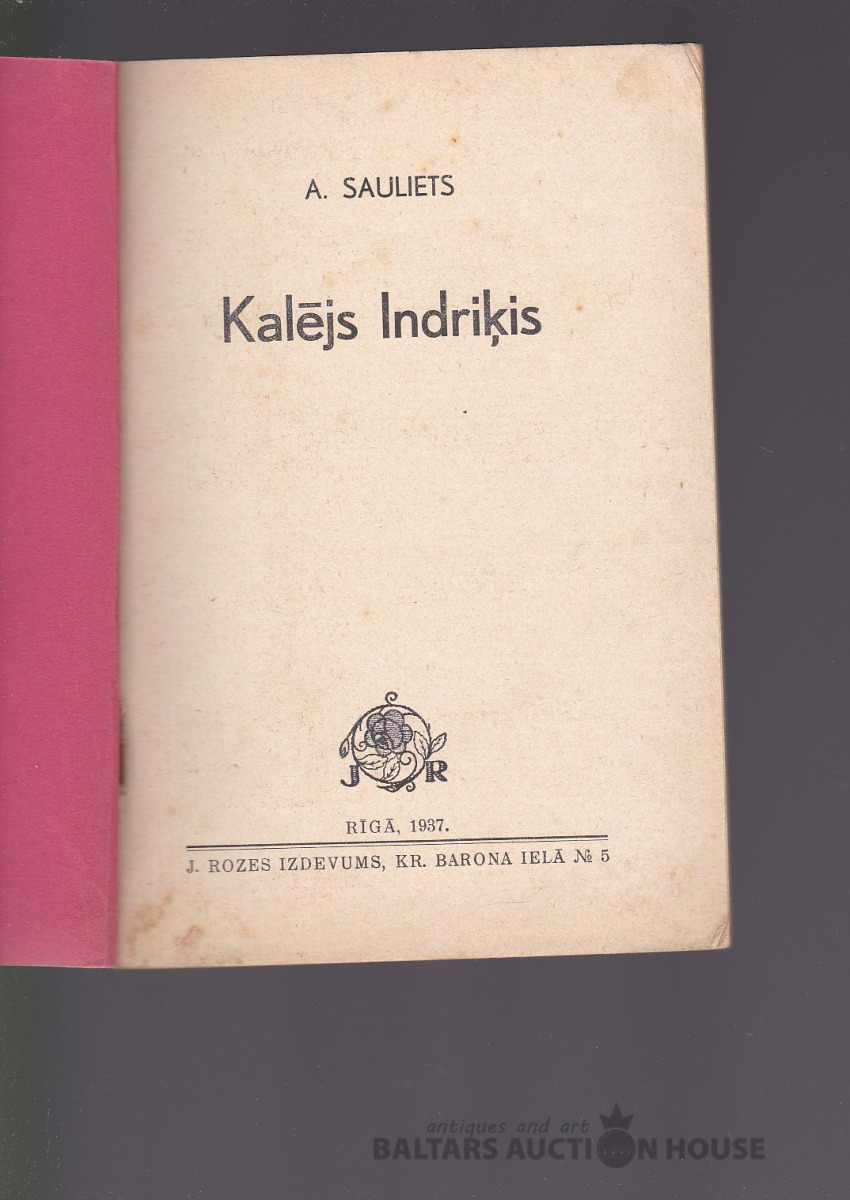 A. SAULIETS
Kalējs Indriķis
J R
RĪGĀ, 1937.
J. ROZES IZDEVUMS, KR. BARONA IELĀ № 5
antiques and art
BALTARS AUCTION HOUSE